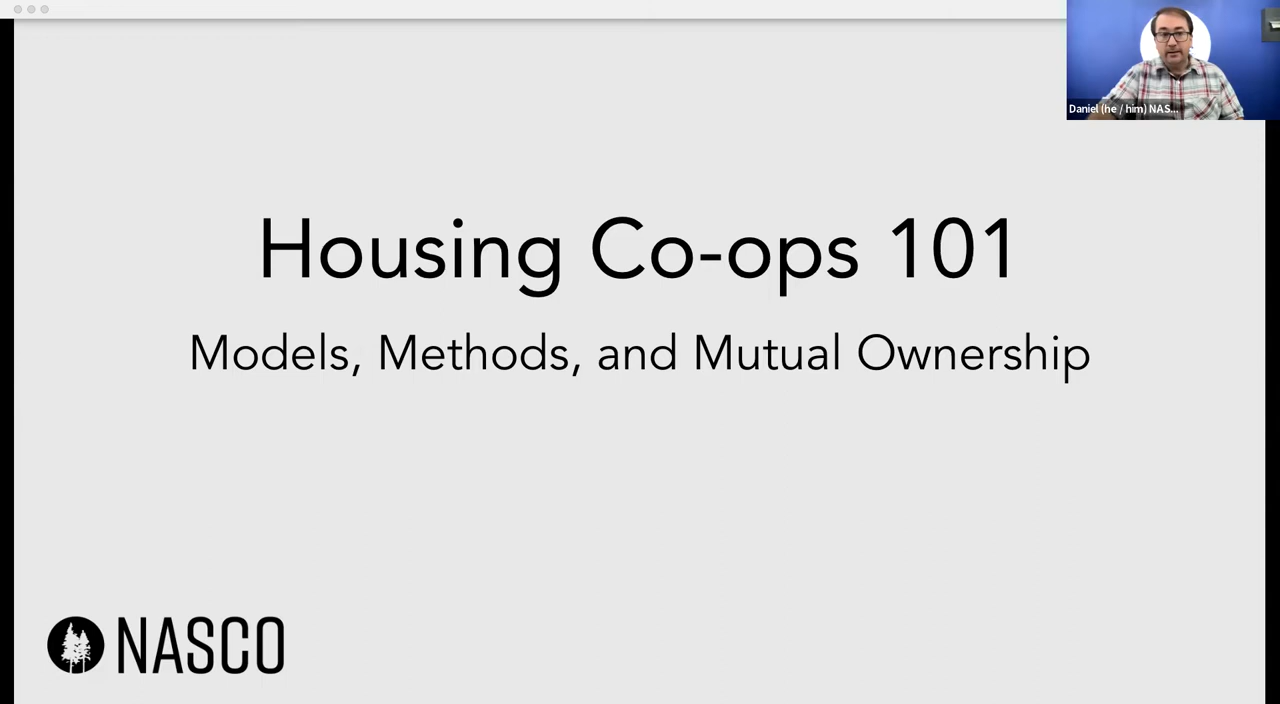 Daniel (he / him) NAS...
Housing Co-ops 101
Models, Methods, and Mutual Ownership
NASCO